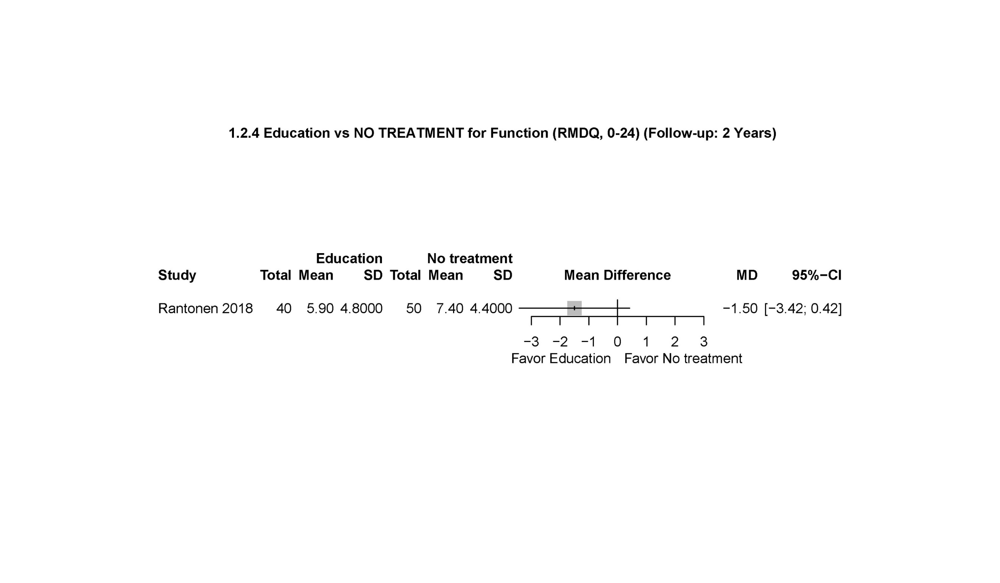 1.2.4 Education vs NO TREATMENT for Function (RMDQ, 0-24) (Follow-up: 2 Years)
Education No treatment
Study Total Mean SD Total Mean SD Mean Difference MD 95%−CI
Rantonen 2018 40 5.90 4.8000 50 7.40 4.4000 −1.50 [−3.42; 0.42]
−3 −2 −1 0 1 2 3
Favor Education Favor No treatment